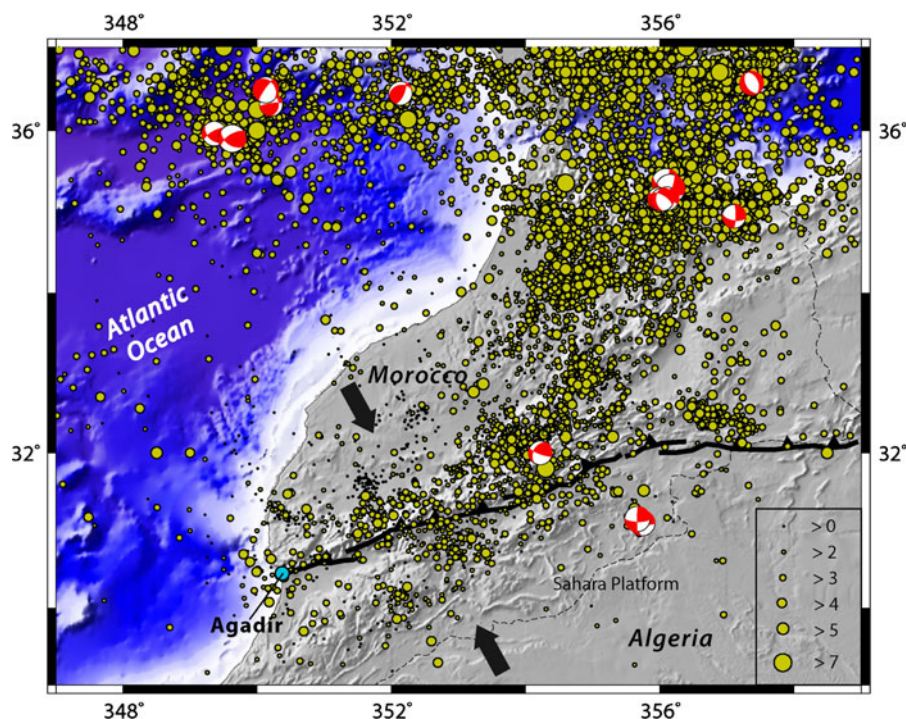 348° 352° 356°
36° 36°
Atlantic
Ocean
Morocco
32° 32°
>0
>2
>3
>4
>5
>7
Sahara Platform
Agadir
Algeria
348° 352° 356°